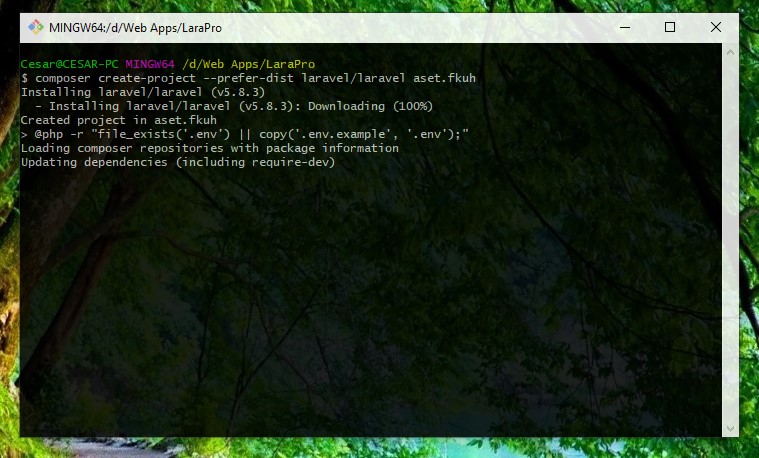 MINGW64:/d/Web Apps/LaraPro
Cesar@CESAR-PC MINGW64 /d/Web Apps/LaraPro
$ composer create-project --prefer-dist laravel/laravel aset.fkuh
Installing laravel/laravel (v5.8.3)
  - Installing laravel/laravel (v5.8.3): Downloading (100%)
Created project in aset.fkuh
> @php -r "file_exists('.env') || copy('.env.example', '.env');"
Loading composer repositories with package information
Updating dependencies (including require-dev)